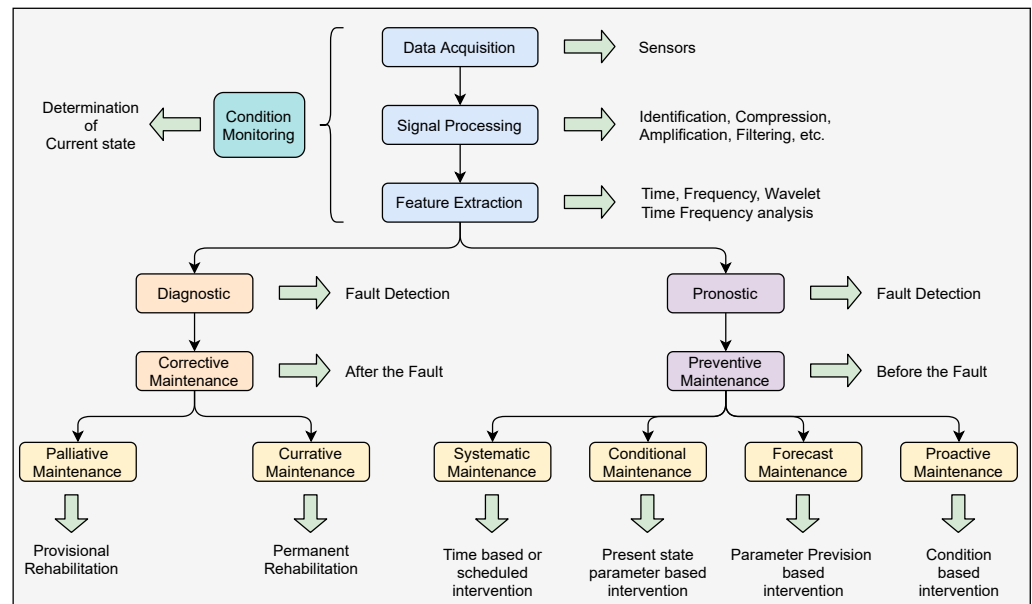 Data Acquisition
Sensors
Determination
of
Current state
Condition
Monitoring
Signal Processing
Identification, Compression,
Amplification, Filtering, etc.
Feature Extraction
Time, Frequency, Wavelet
Time Frequency analysis
Diagnostic
Fault Detection
Pronostic
Fault Detection
Corrective
Maintenance
After the Fault
Preventive
Maintenance
Before the Fault
Palliative
Maintenance
Currative
Maintenance
Systematic
Maintenance
Conditional
Maintenance
Forecast
Maintenance
Proactive
Maintenance
Provisional
Rehabilitation
Permanent
Rehabilitation
Time based or
scheduled
intervention
Present state
parameter based
intervention
Parameter Prevision
based
intervention
Condition
based
intervention